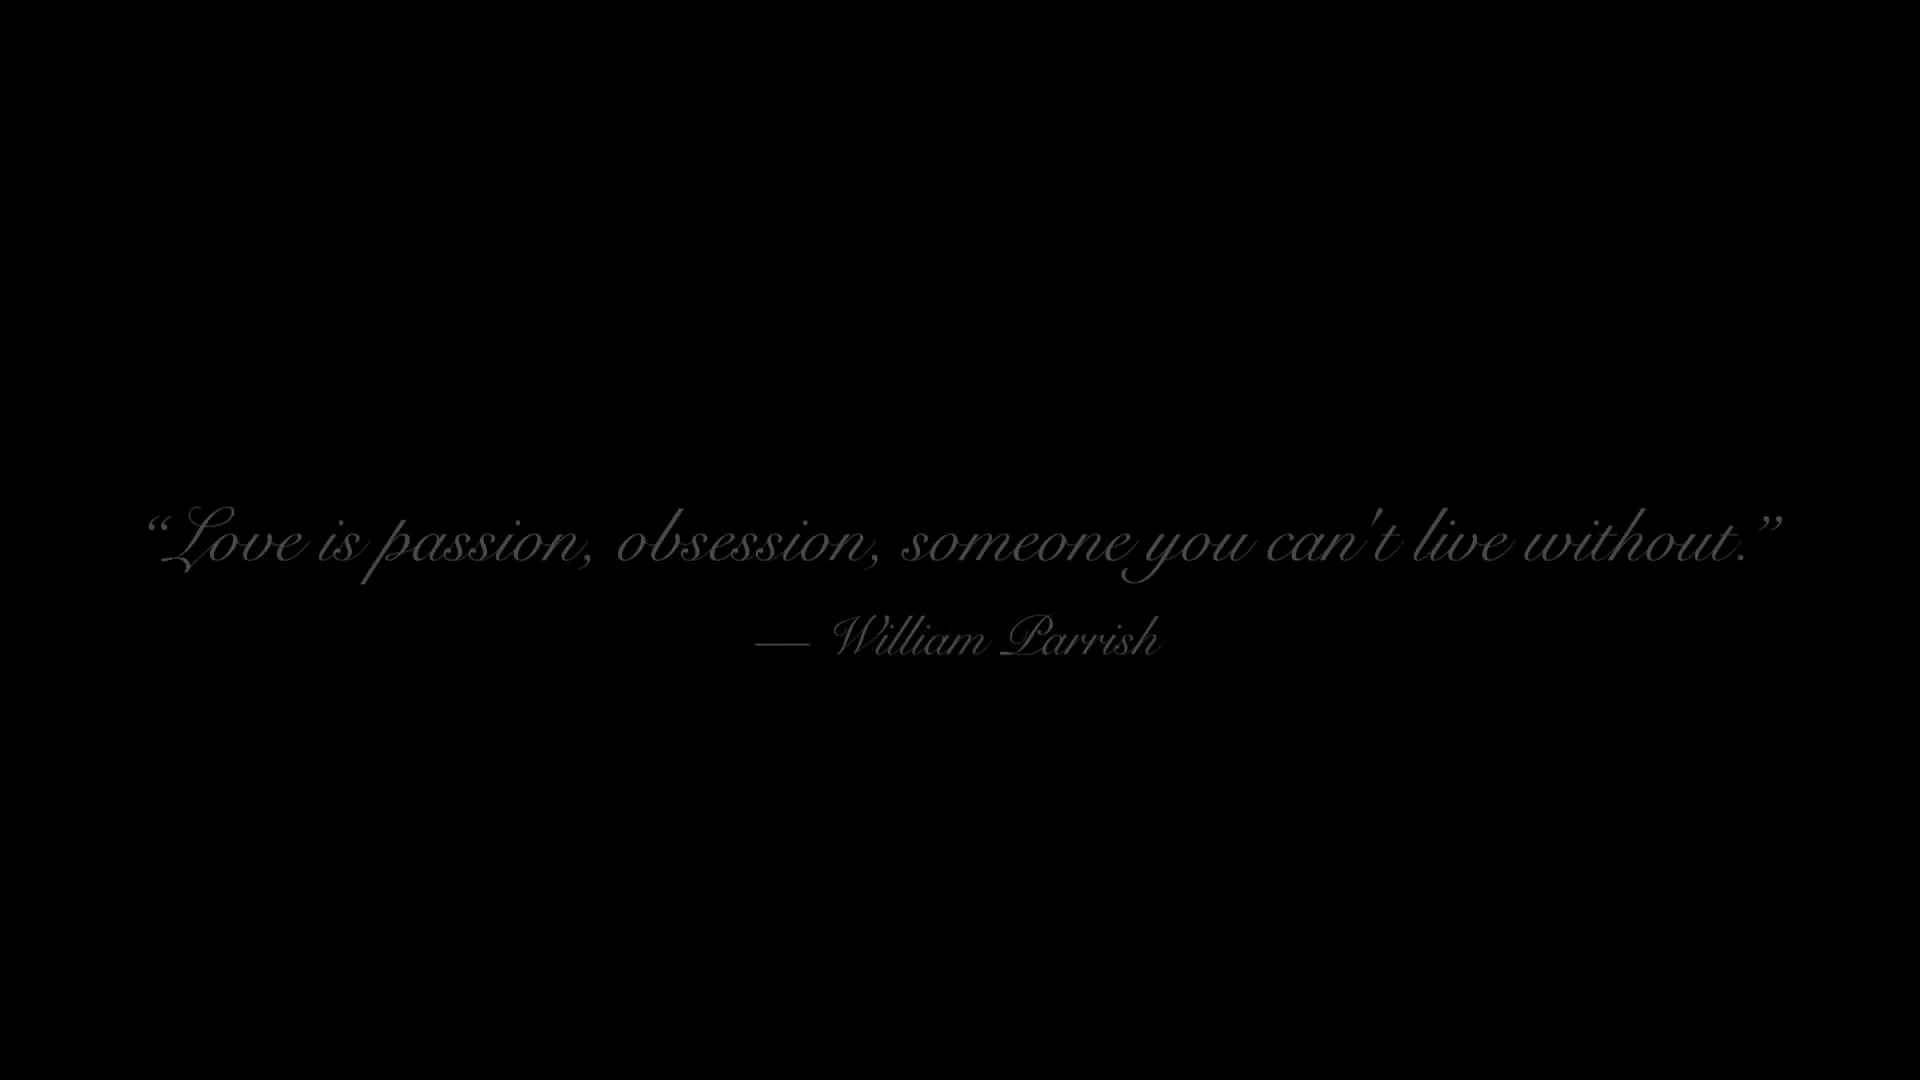 “Love is passion, obsession, someone you can't live without.”
— William Parrish